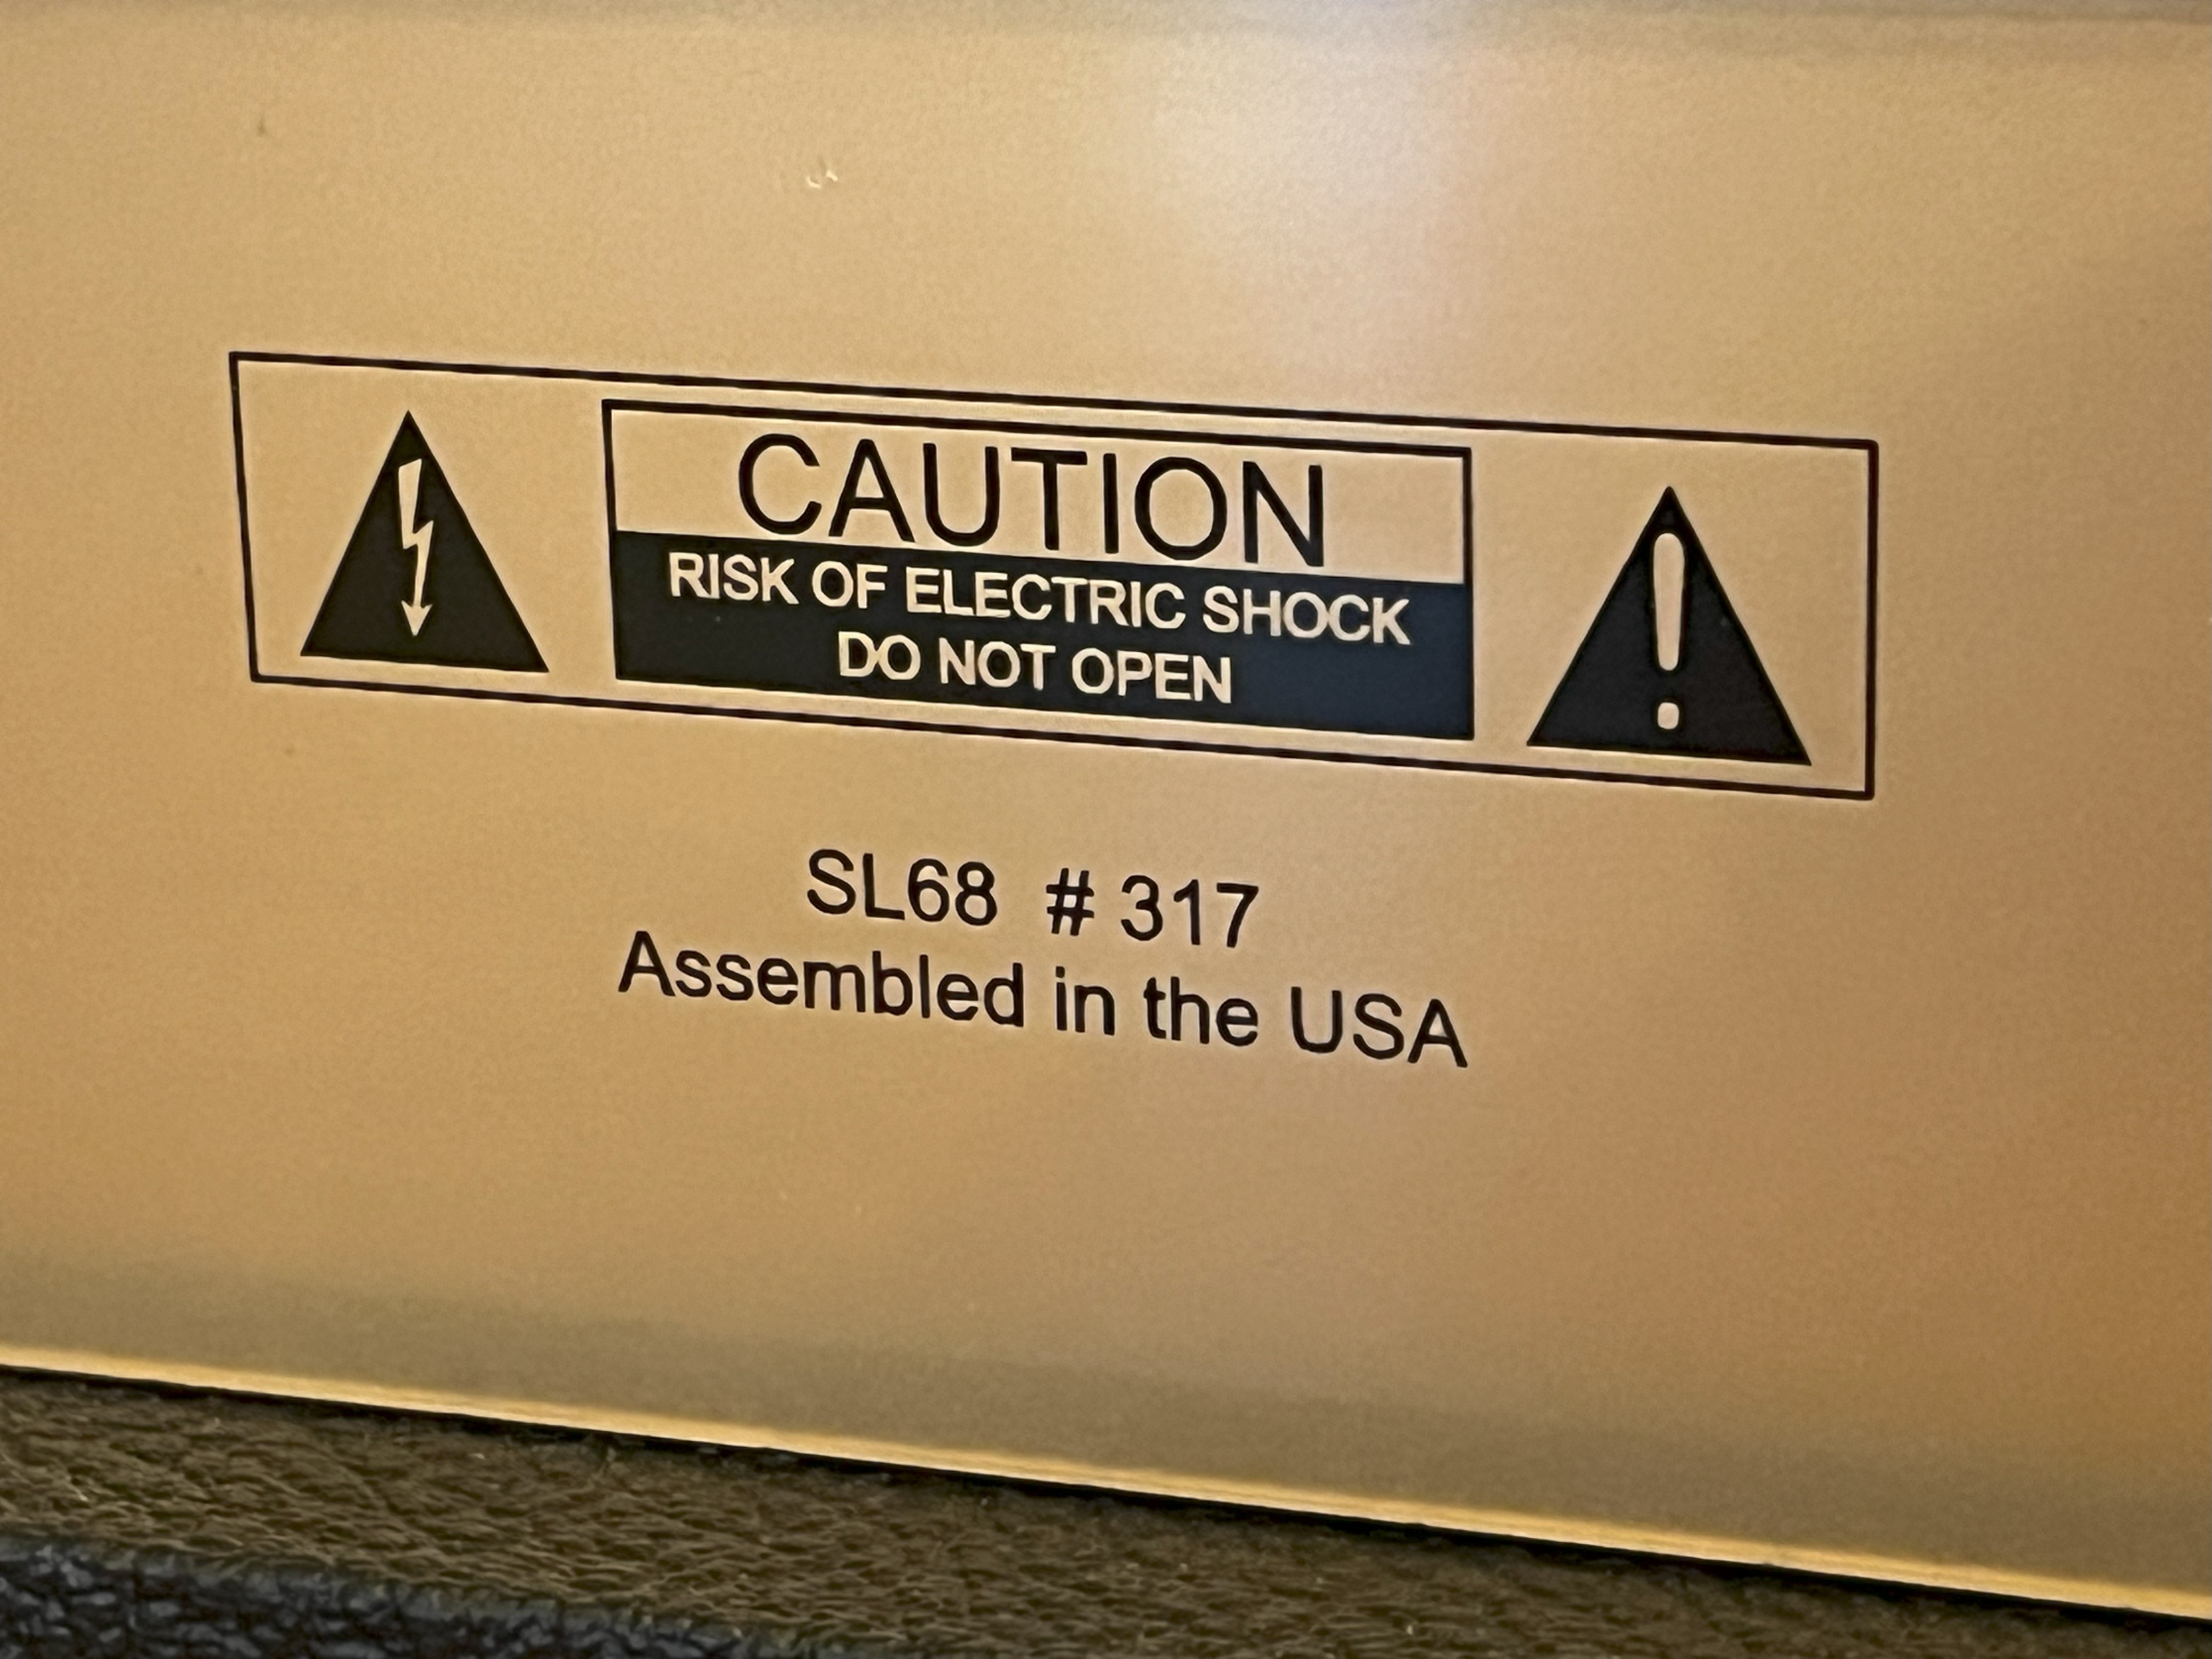 CAUTION
RISK OF ELECTRIC SHOCK
DO NOT OPEN
SL68 # 317
Assembled in the USA